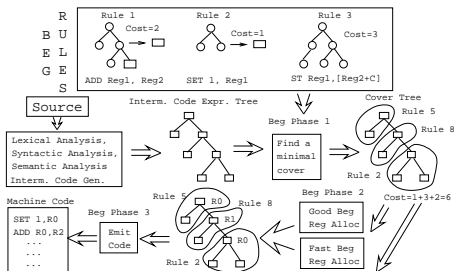 BEG
RULES
Rule 1
Rule 2
Rule 3
Cost=2
Cost=1
Cost=3
ADD Reg1, Reg2
SET 1, Reg1
ST Reg1,[Reg2+C]
Source
Interm. Code Expr. Tree
Cover Tree
Rule 5
Beg Phase 1
Rule 8
Lexical Analysis,
Syntactic Analysis,
Semantic Analysis
Interm. Code Gen.
Find a
minimal
cover
Rule 2
Cost=1+3+2=6
Machine Code
Rule 5
R0
Beg Phase 2
Beg Phase 3
Rule 8
SET 1,R0
ADD R0,R2
...
...
...
Emit
Code
R1
R0
Rule 2
Good Beg
Reg Alloc
Fast Beg
Reg Alloc